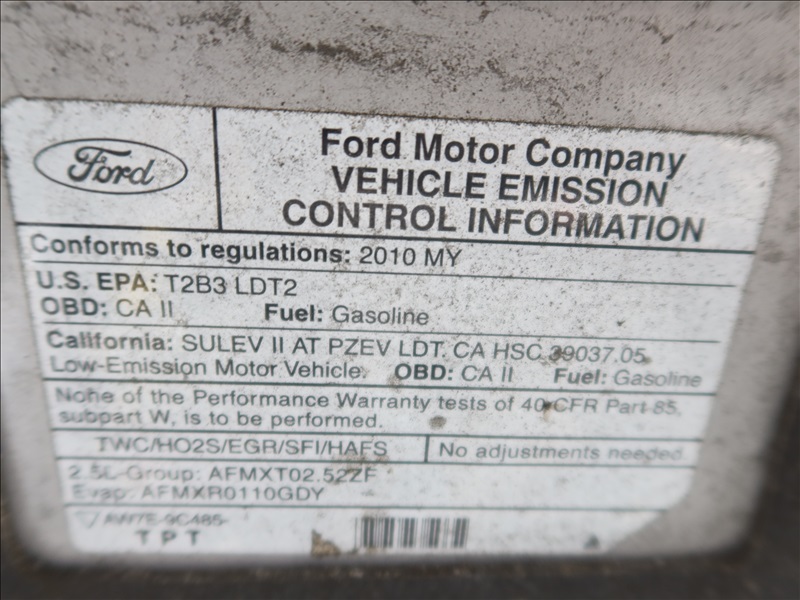 Ford
Ford Motor Company
VEHICLE EMISSION
CONTROL INFORMATION
Conforms to regulations: 2010 MY
U.S. EPA: T2B3 LDT2
OBD: CA II Fuel: Gasoline
California: SULEV II AT PZEV LDT. CA HSC 39037.05
Low-Emission Motor Vehicle. OBD: CA II Fuel: Gasoline
None of the Performance Warranty tests of 40 CFR Part 85,
subpart W, is to be performed.
TWC/HO2S/EGR/SFI/HAFS No adjustments needed.
2.5L-Group: AFMXT02.52ZF
Evap: AFMXR0110GDY
AW7E-9C485-
TPT